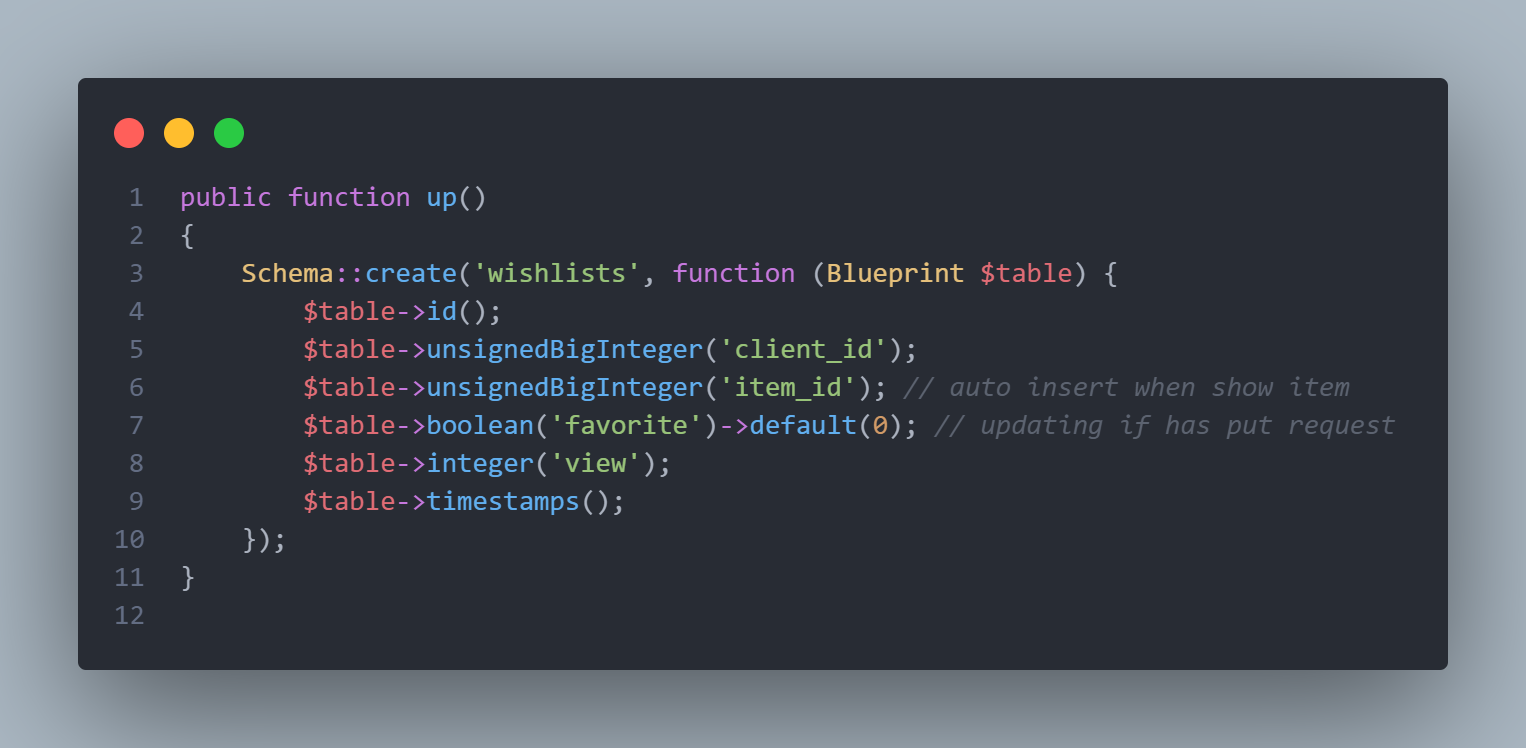 1 public function up()
2 {
3     Schema::create('wishlists', function (Blueprint $table) {
4         $table->id();
5         $table->unsignedBigInteger('client_id');
6         $table->unsignedBigInteger('item_id'); // auto insert when show item
7         $table->boolean('favorite')->default(0); // updating if has put request
8         $table->integer('view');
9         $table->timestamps();
10     });
11 }
12